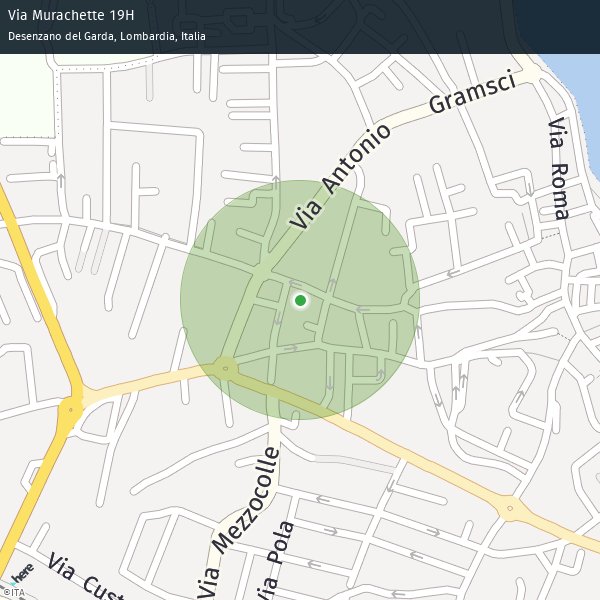 Via Murachette 19H
Desenzano del Garda, Lombardia, Italia
Gramsci
Via Antonio
Via Roma
Via Mezzocolle
Via Pola
Via Cust
here
©ITA